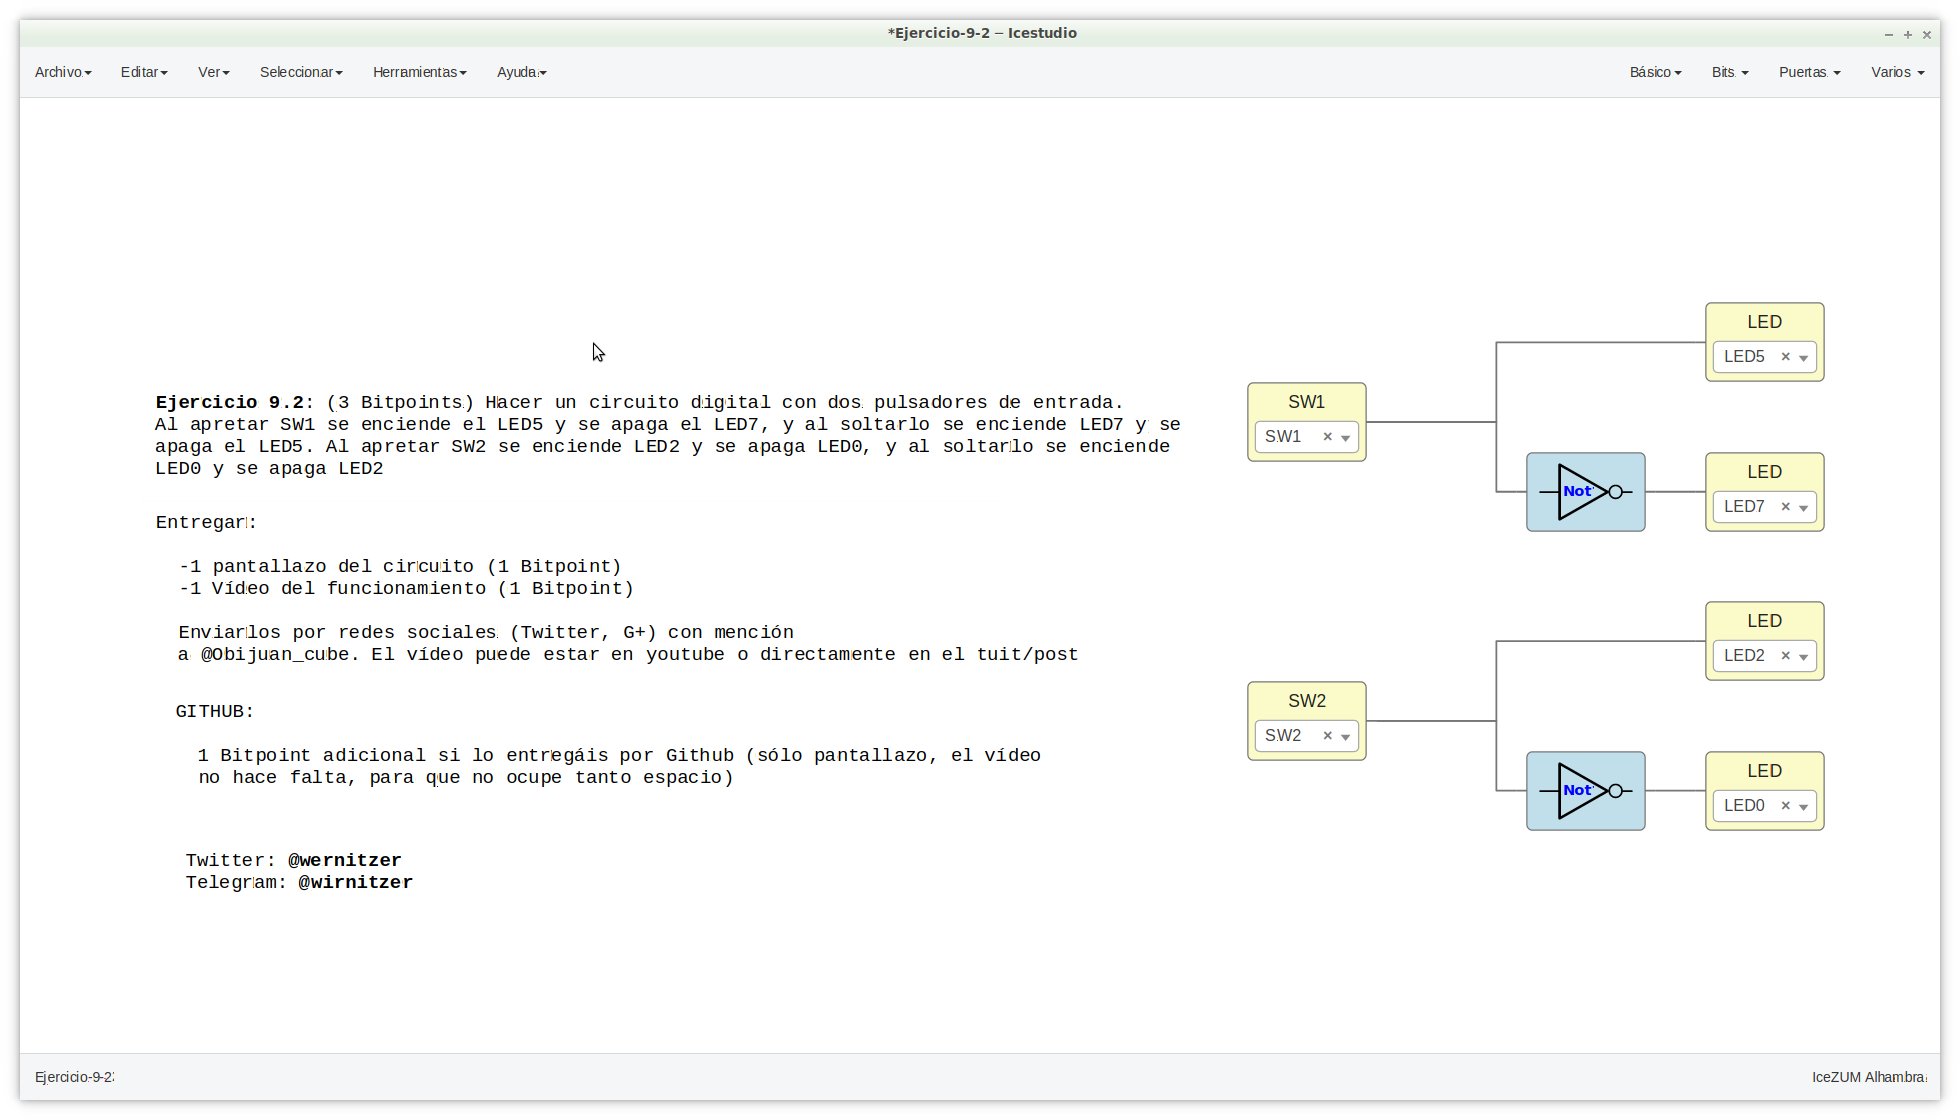 *Ejercicio-9-2 – Icestudio
Archivo Editar Ver Seleccionar Herramientas Ayuda Básico Bits Puertas Varios
Ejercicio 9.2: (3 Bitpoints) Hacer un circuito digital con dos pulsadores de entrada.
Al apretar SW1 se enciende el LED5 y se apaga el LED7, y al soltarlo se enciende LED7 y se
apaga el LED5. Al apretar SW2 se enciende LED2 y se apaga LED0, y al soltarlo se enciende
LED0 y se apaga LED2
Entregar:
-1 pantallazo del circuito (1 Bitpoint)
-1 Vídeo del funcionamiento (1 Bitpoint)
Enviarlos por redes sociales (Twitter, G+) con mención
a @Obijuan_cube. El vídeo puede estar en youtube o directamente en el tuit/post
GITHUB:
1 Bitpoint adicional si lo entregáis por Github (sólo pantallazo, el vídeo
no hace falta, para que no ocupe tanto espacio)
Twitter: @wernitzer
Telegram: @wirnitzer
LED
LED5 ×
SW1
SW1 ×
Not
LED
LED7 ×
LED
LED2 ×
SW2
SW2 ×
Not
LED
LED0 ×
Ejercicio-9-2
IceZUM Alhambra